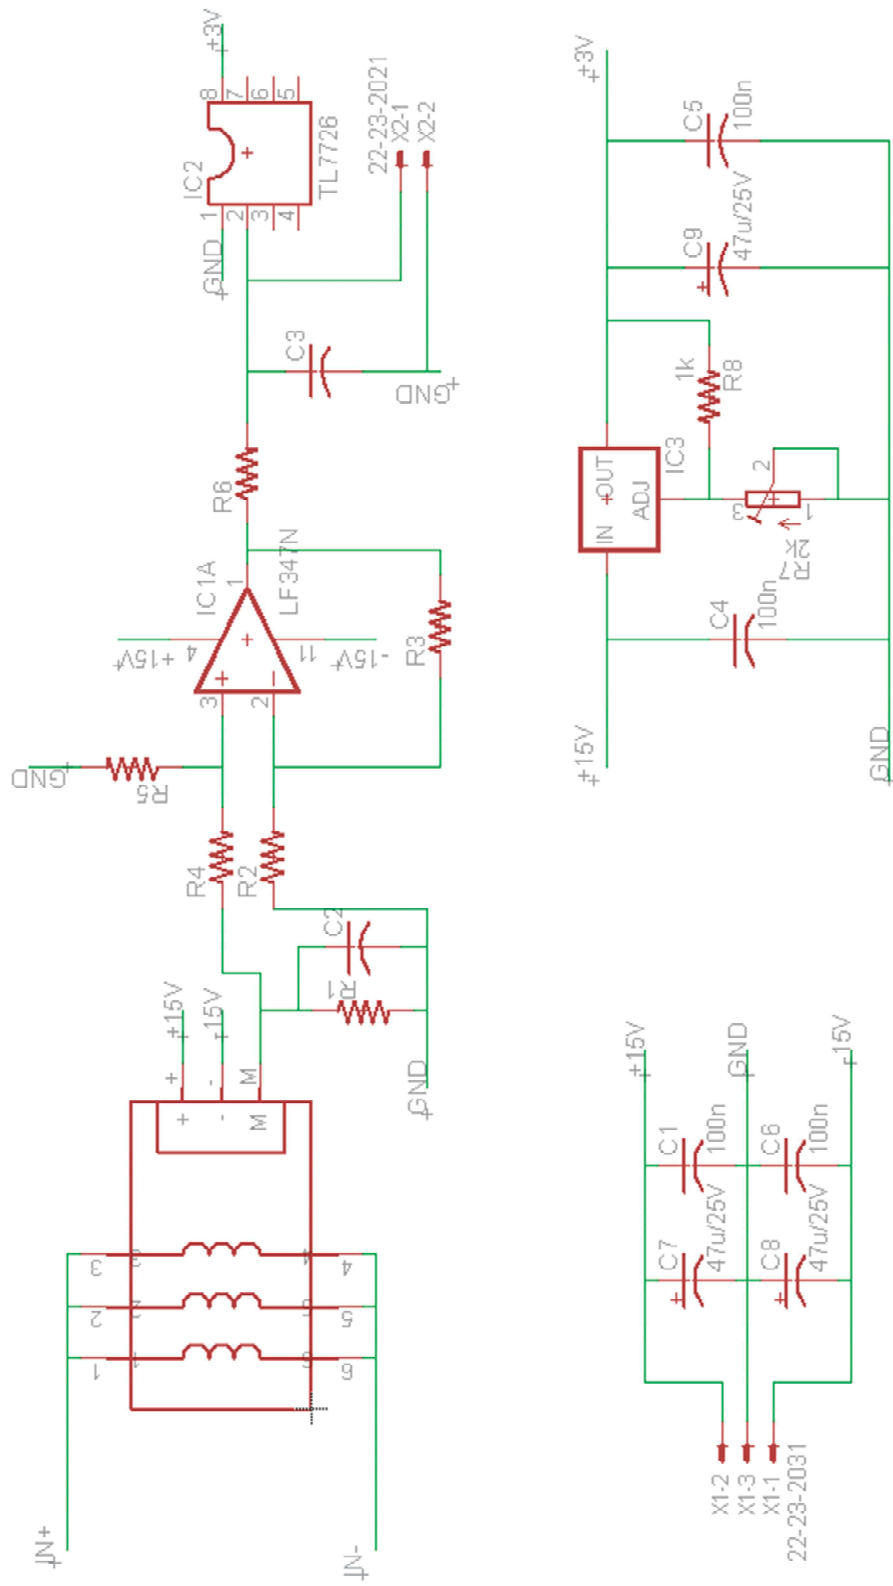 IN+
IN-
1
2
3
6
5
4
+
-
M
+
-
M
+15V
-15V
GND
R1
C2
R4
R2
GND
R5
3
2
+
-
4
+15V
11
-15V
IC1A
1
LF347N
R3
R6
C3
GND
GND
1
2
3
4
IC2
TL7726
8
7
6
5
+3V
22-23-2021
X2-1
X2-2
X1-2
X1-3
X1-1
22-23-2031
C7
47u/25V
C8
47u/25V
C1
100n
C6
100n
+15V
GND
-15V
+15V
GND
C4
100n
IN
OUT
ADJ
IC3
R7
2k
1
3
2
1k
R8
C9
47u/25V
C5
100n
+3V